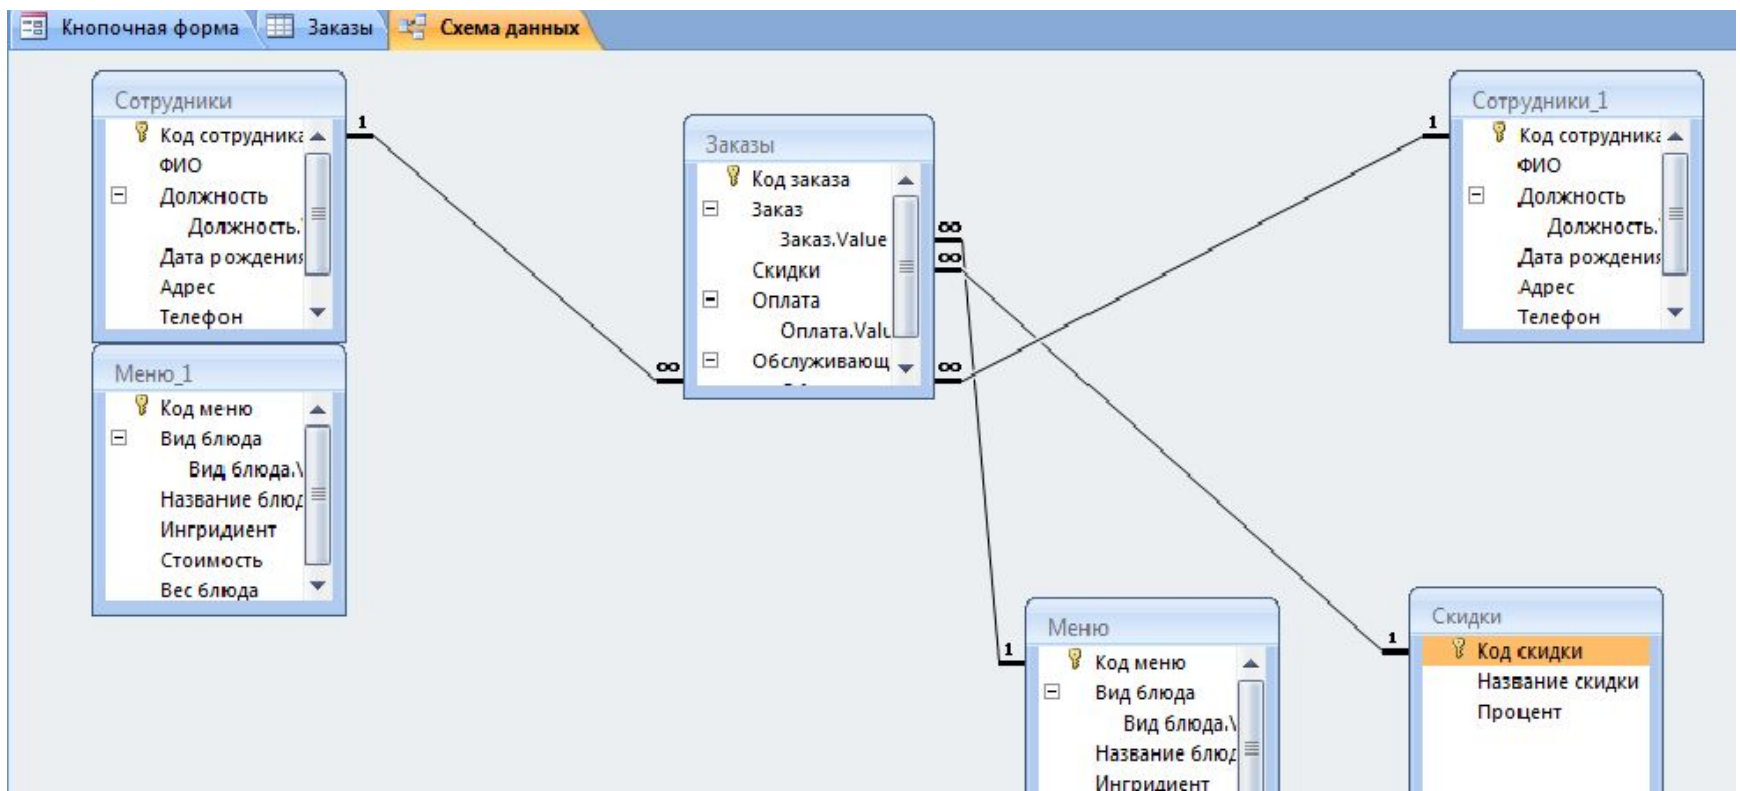 Кнопочная форма
Заказы
Схема данных
Сотрудники
Код сотрудника
ФИО
Должность
Должность.
Дата рождения
Адрес
Телефон
1
∞
Меню_1
Код меню
Вид блюда
Вид блюда.\
Название блюд
Ингридиент
Стоимость
Вес блюда
Заказы
Код заказа
Заказ
Заказ.Value
Скидки
Оплата
Оплата.Valu
Обслуживающ
∞
∞
∞
Сотрудники_1
1
Код сотрудника
ФИО
Должность
Должность.
Дата рождения
Адрес
Телефон
Меню
1
Код меню
Вид блюда
Вид блюда.\
Название блюд
Ингридиент
Скидки
1
Код скидки
Название скидки
Процент